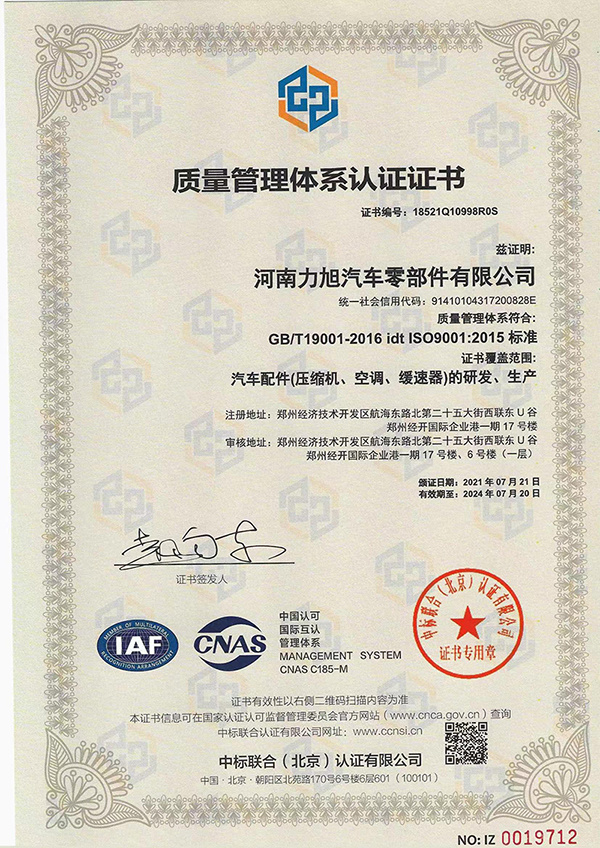 质量管理体系认证证书
证书编号：18521Q10998R0S
兹证明:
河南力旭汽车零部件有限公司
统一社会信用代码：91410104317200828E
质量管理体系符合:
GB/T19001-2016 idt ISO9001:2015 标准
证书覆盖范围:
汽车配件(压缩机、空调、缓速器)的研发、生产
注册地址：郑州经济技术开发区航海东路北第二十五大街西联东 U 谷
郑州经开国际企业港一期 17 号楼
审核地址：郑州经济技术开发区航海东路北第二十五大街西联东 U 谷
郑州经开国际企业港一期 17 号楼、6 号楼（一层）
颁证日期：2021 年 07 月 21 日
有效期至：2024 年 07 月 20 日
证书签发人
MEMBER OF MULTILATERAL
IAF
RECOGNITION ARRANGEMENT
CNAS
中国认可
国际互认
管理体系
MANAGEMENT SYSTEM
CNAS C185-M
中标联合（北京）认证有限公司
证书专用章
证书有效性以右侧二维码扫描内容为准
本证书信息可在国家认证认可监督管理委员会官方网站（www.cnca.gov.cn）查询
中标联合认证有限公司网址：www.ccnsi.cn
中标联合（北京）认证有限公司
中国·北京·朝阳区北苑路170号6号楼6层601（100101）
NO: IZ 0019712